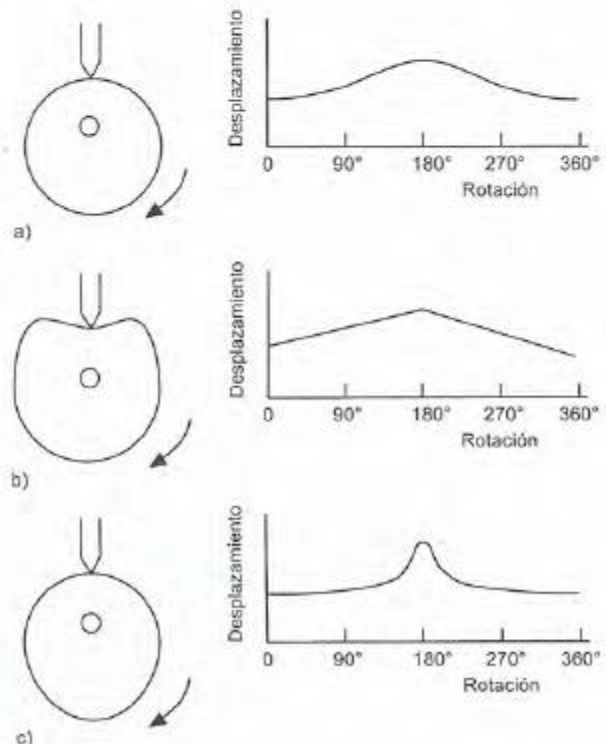 Desplazamiento
0 90° 180° 270° 360°
Rotación
a)
Desplazamiento
0 90° 180° 270° 360°
Rotación
b)
Desplazamiento
0 90° 180° 270° 360°
Rotación
c)